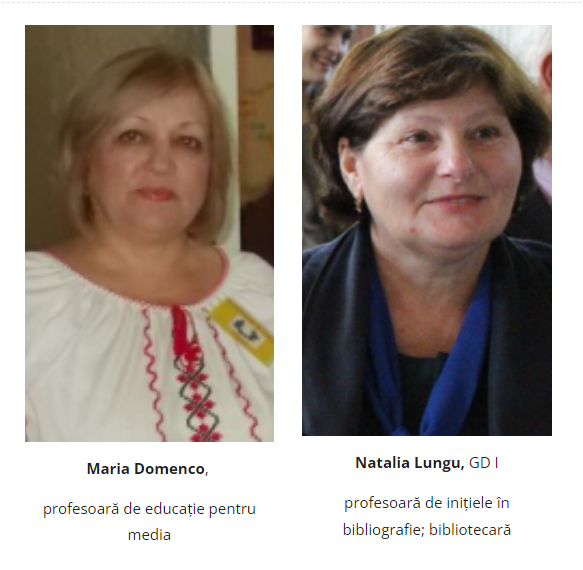 Maria Domenco,
profesoară de educație pentru
media
Natalia Lungu, GD I
profesoară de inițiele în
bibliografie; bibliotecară